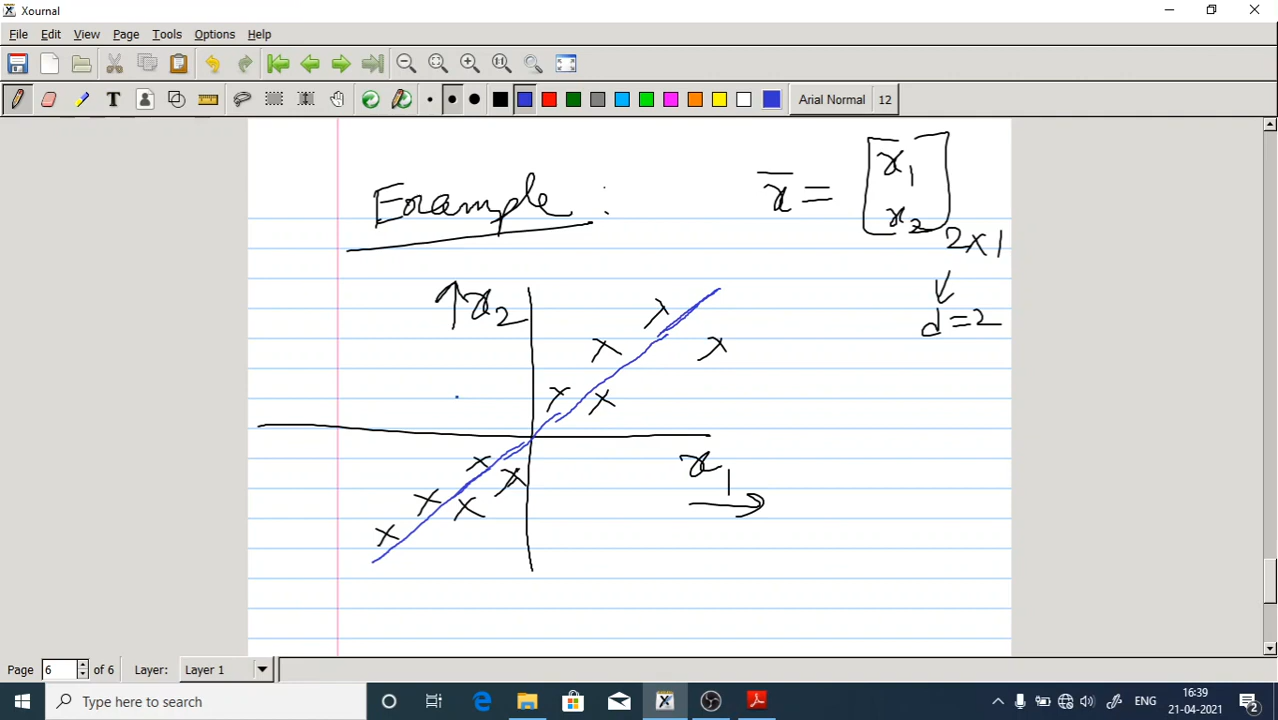 Xournal
File Edit View Page Tools Options Help
Arial Normal 12
Example :
x̄ = [x1 x2] 2×1
d=2
↑x2
x1
→
Page 6 of 6 Layer: Layer 1
Type here to search
ENG
16:39
21-04-2021
2